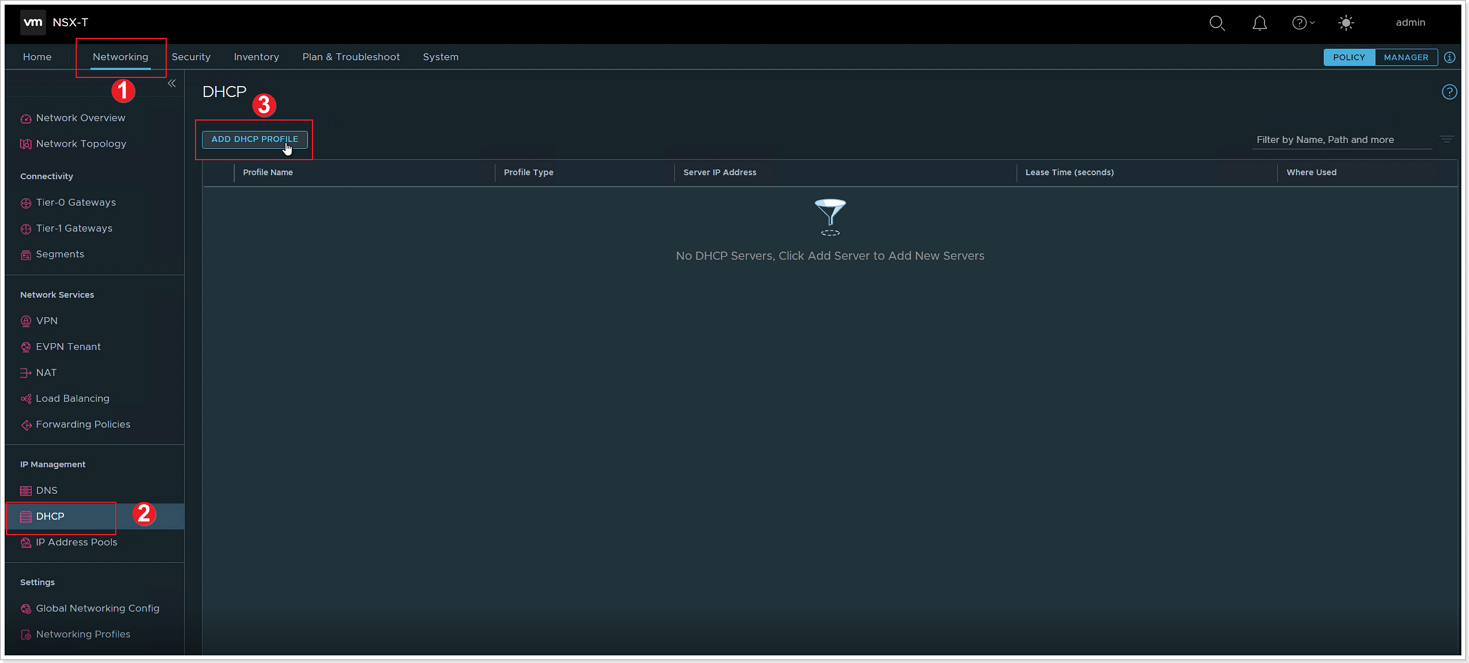 vm NSX-T
admin
Home Networking Security Inventory Plan & Troubleshoot System
POLICY MANAGER
1
DHCP
3
Network Overview
Network Topology
Connectivity
Tier-0 Gateways
Tier-1 Gateways
Segments
Network Services
VPN
EVPN Tenant
NAT
Load Balancing
Forwarding Policies
IP Management
DNS
DHCP
2
IP Address Pools
Settings
Global Networking Config
Networking Profiles
ADD DHCP PROFILE
Filter by Name, Path and more
Profile Name Profile Type Server IP Address Lease Time (seconds) Where Used
No DHCP Servers, Click Add Server to Add New Servers